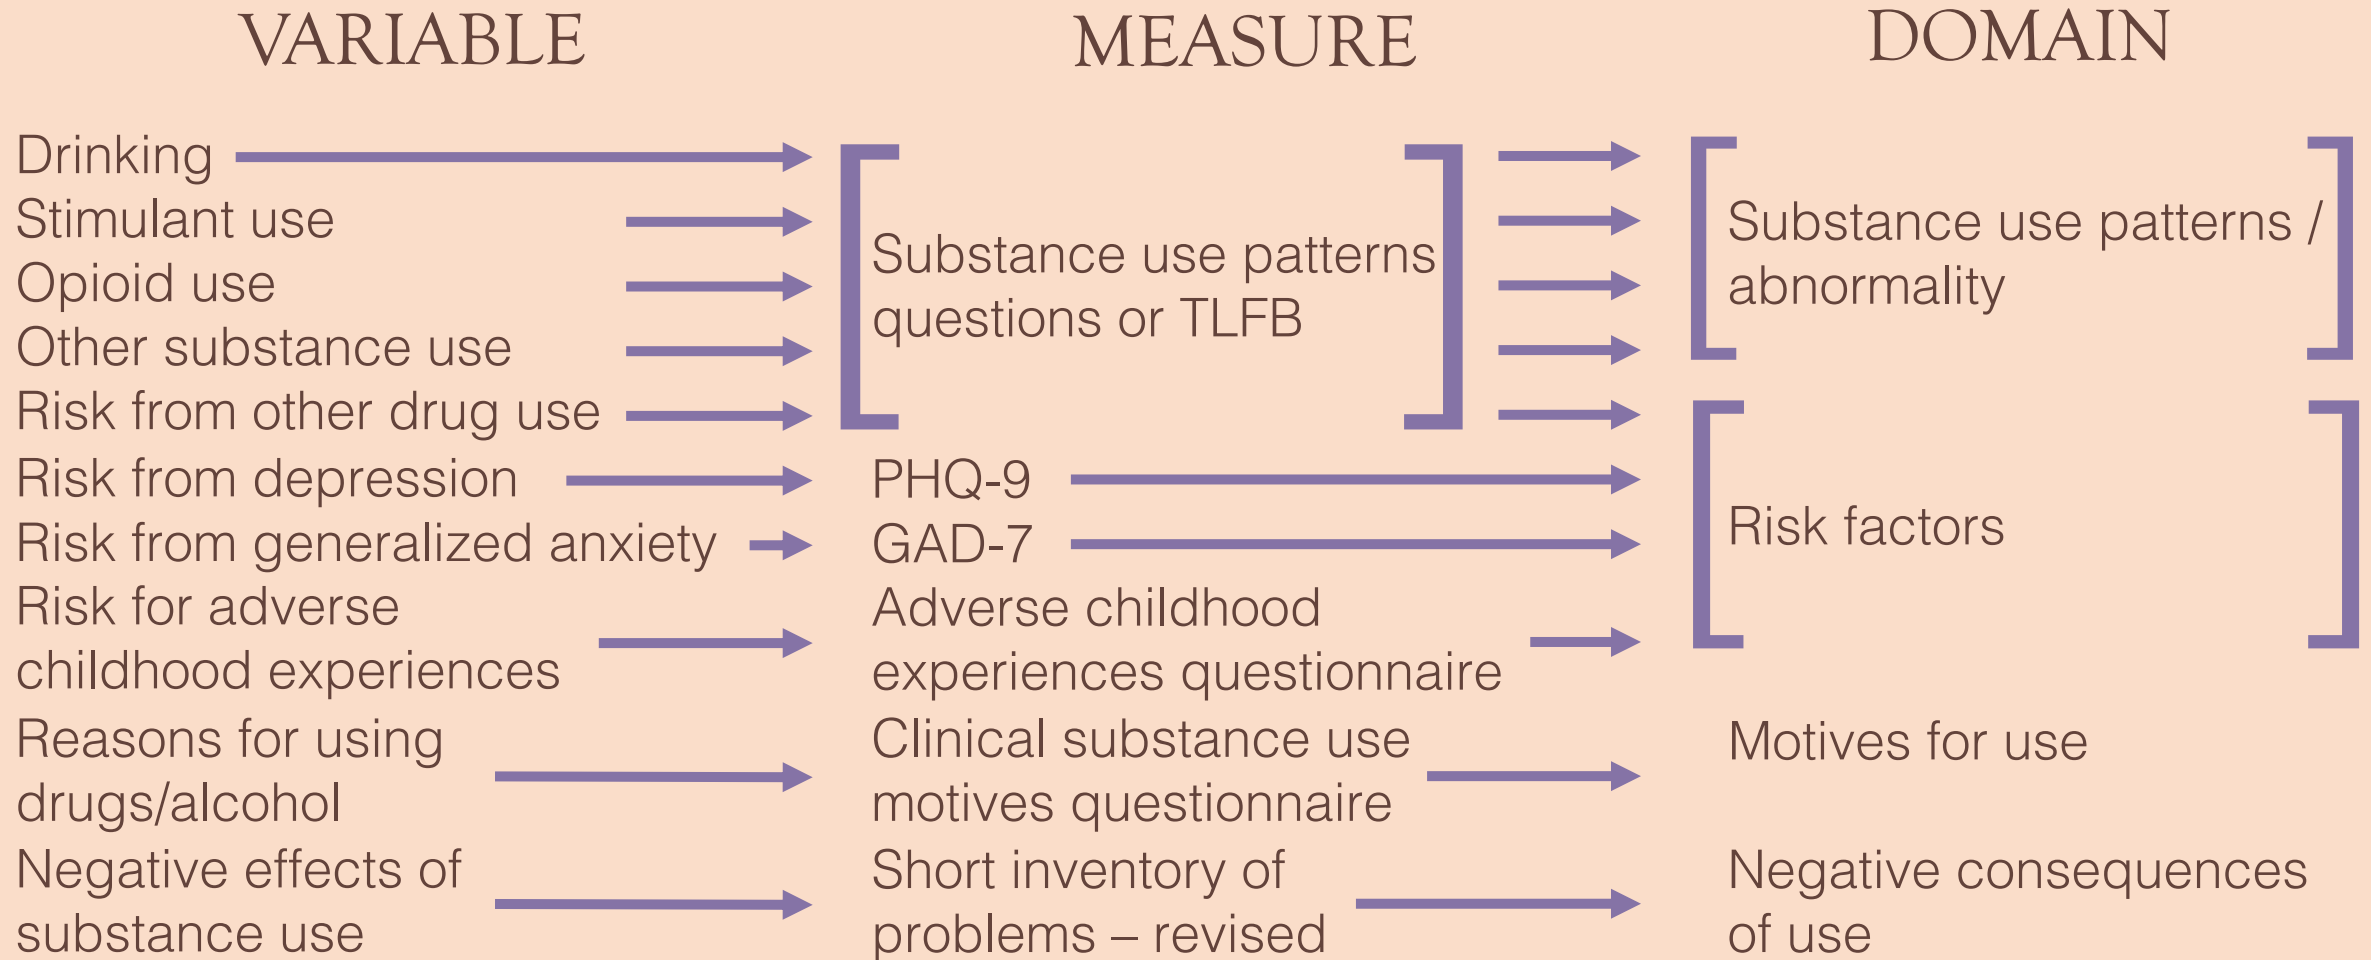 VARIABLE MEASURE DOMAIN
Drinking
Stimulant use
Opioid use
Other substance use
Risk from other drug use
Risk from depression
Risk from generalized anxiety
Risk for adverse
childhood experiences
Reasons for using
drugs/alcohol
Negative effects of
substance use
Substance use patterns
questions or TLFB
PHQ-9
GAD-7
Adverse childhood
experiences questionnaire
Clinical substance use
motives questionnaire
Short inventory of
problems – revised
Substance use patterns /
abnormality
Risk factors
Motives for use
Negative consequences
of use